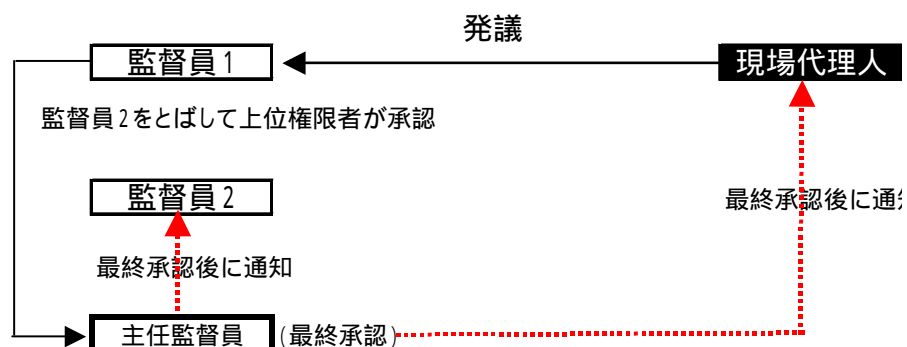 発議
監督員1
現場代理人
監督員2をとばして上位権限者が承認
監督員2
最終承認後に通知
最終承認後に通知
主任監督員
(最終承認)